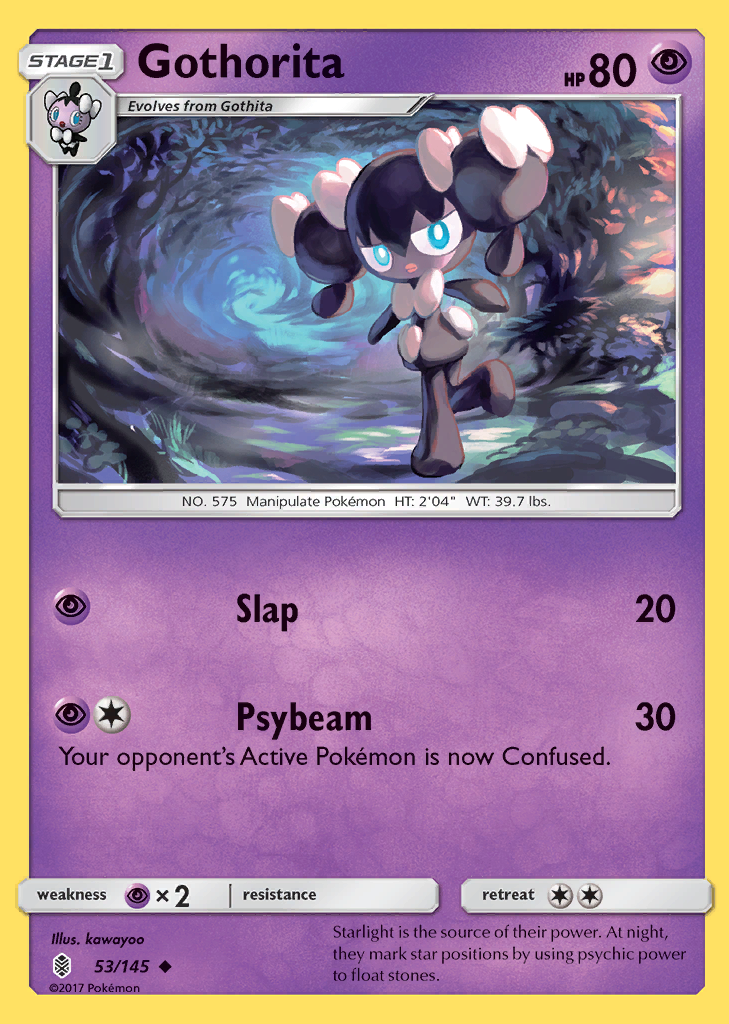 STAGE1 Gothorita HP 80
Evolves from Gothita
NO. 575 Manipulate Pokémon HT: 2'04" WT: 39.7 lbs.
Slap 20
Psybeam 30
Your opponent's Active Pokémon is now Confused.
weakness × 2 resistance retreat
Illus. kawayoo
53/145
©2017 Pokémon
Starlight is the source of their power. At night,
they mark star positions by using psychic power
to float stones.